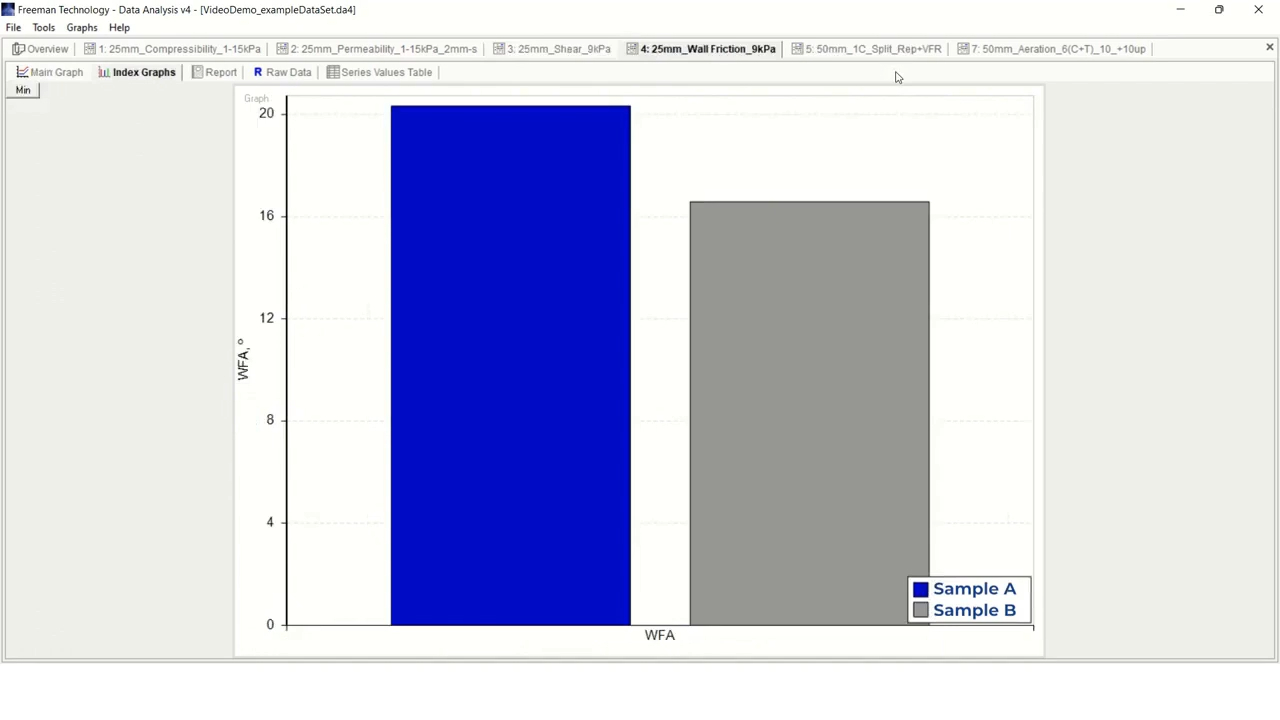 Freeman Technology - Data Analysis v4 - [VideoDemo_exampleDataSet.da4]
File Tools Graphs Help
Overview 1: 25mm_Compressibility_1-15kPa 2: 25mm_Permeability_1-15kPa_2mm-s 3: 25mm_Shear_9kPa 4: 25mm_Wall Friction_9kPa 5: 50mm_1C_Split_Rep+VFR 7: 50mm_Aeration_6(C+T)_10_+10up
Main Graph Index Graphs Report R Raw Data Series Values Table
Min
Graph
20
16
12
WFA, °
8
4
0
WFA
Sample A
Sample B